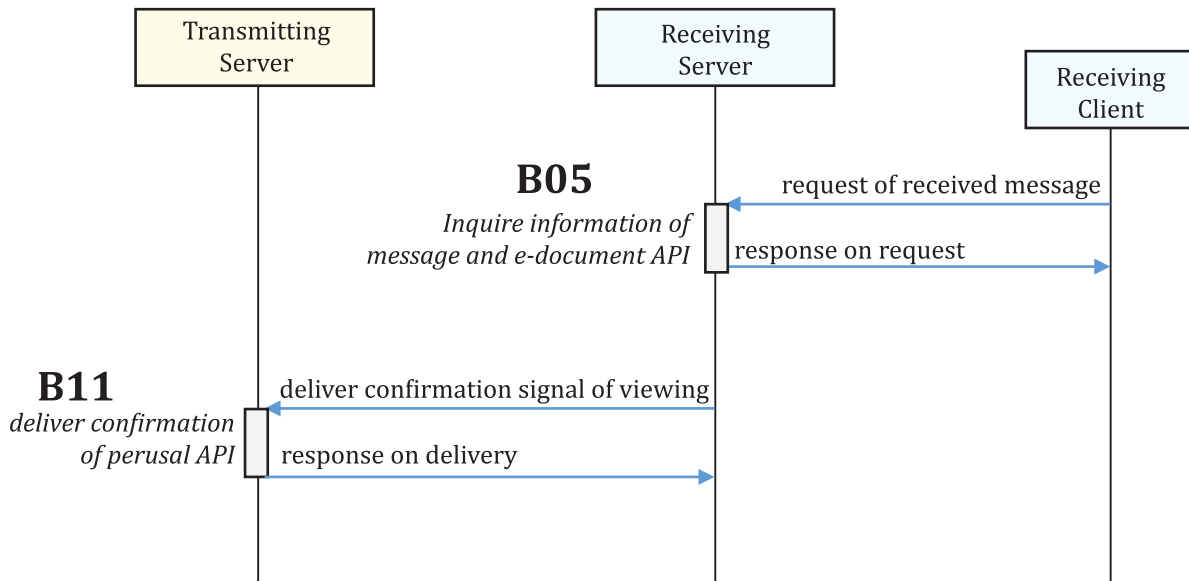 Transmitting
Server
Receiving
Server
Receiving
Client
B05
request of received message
Inquire information of
message and e-document API
response on request
B11
deliver confirmation signal of viewing
deliver confirmation
of perusal API
response on delivery